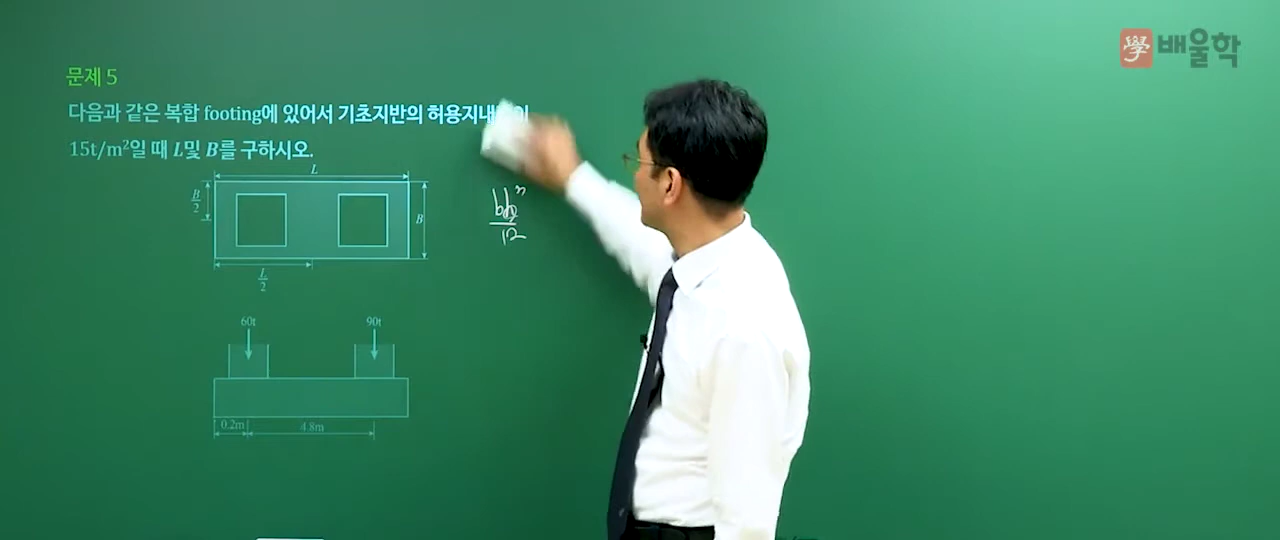 學 배울학
문제 5
다음과 같은 복합 footing에 있어서 기초지반의 허용지내
15t/m²일 때 L및 B를 구하시오.
L
B/2
B
L/2
12
60t
90t
0.2m
4.8m